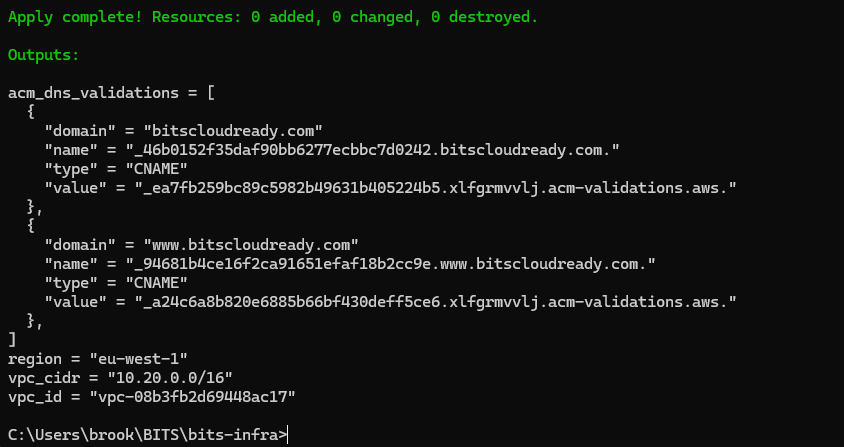 Apply complete! Resources: 0 added, 0 changed, 0 destroyed.
Outputs:
acm_dns_validations = [
  {
    "domain" = "bitscloudready.com"
    "name" = "_46b0152f35daf90bb6277ecbbc7d0242.bitscloudready.com."
    "type" = "CNAME"
    "value" = "_ea7fb259bc89c5982b49631b405224b5.xlfgrmvvlj.acm-validations.aws."
  },
  {
    "domain" = "www.bitscloudready.com"
    "name" = "_94681b4ce16f2ca91651efaf18b2cc9e.www.bitscloudready.com."
    "type" = "CNAME"
    "value" = "_a24c6a8b820e6885b66bf430deff5ce6.xlfgrmvvlj.acm-validations.aws."
  },
]
region = "eu-west-1"
vpc_cidr = "10.20.0.0/16"
vpc_id = "vpc-08b3fb2d69448ac17"
C:\Users\brook\BITS\bits-infra>